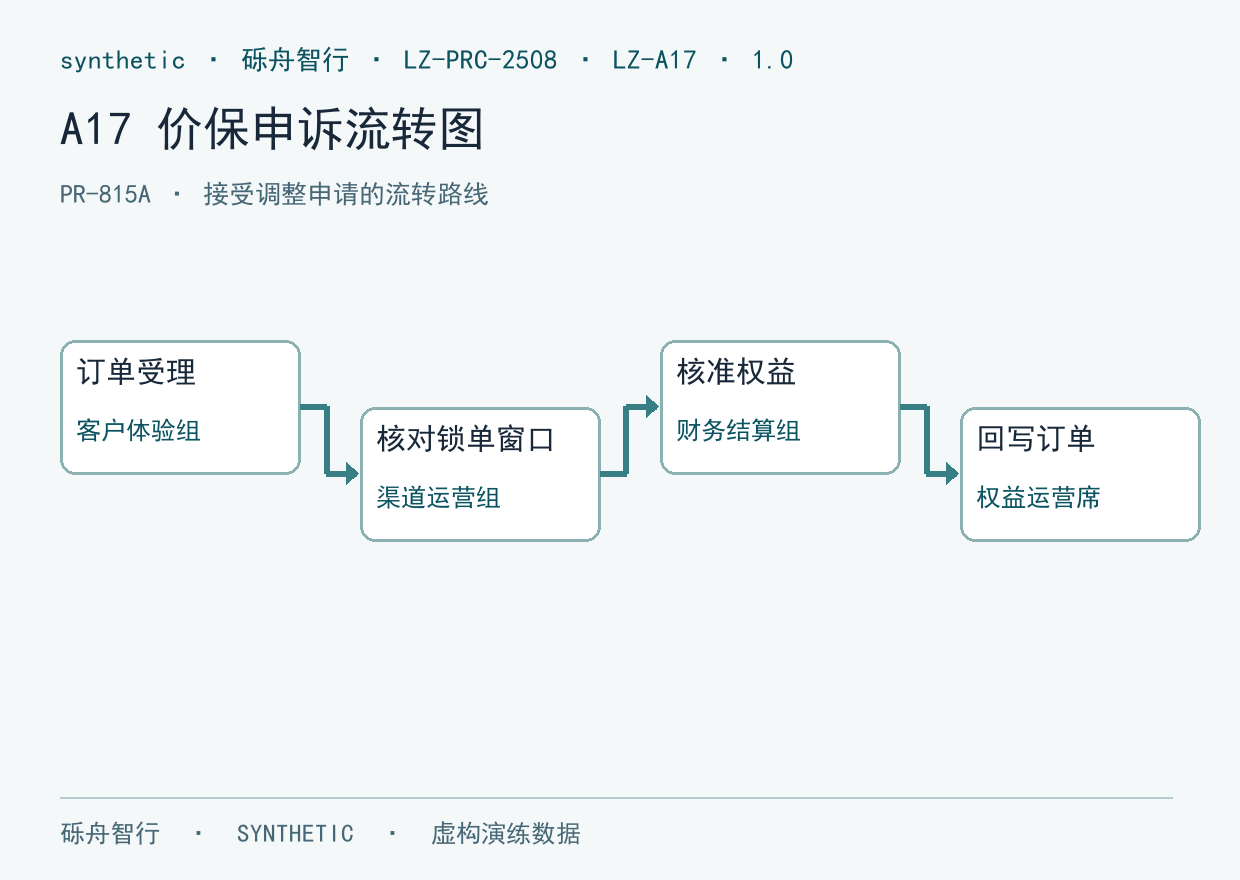 synthetic · 砾舟智行 · LZ-PRC-2508 · LZ-A17 · 1.0
A17 价保申诉流转图
PR-815A · 接受调整申请的流转路线
订单受理
客户体验组
核对锁单窗口
渠道运营组
核准权益
财务结算组
回写订单
权益运营席
砾舟智行 · SYNTHETIC · 虚构演练数据